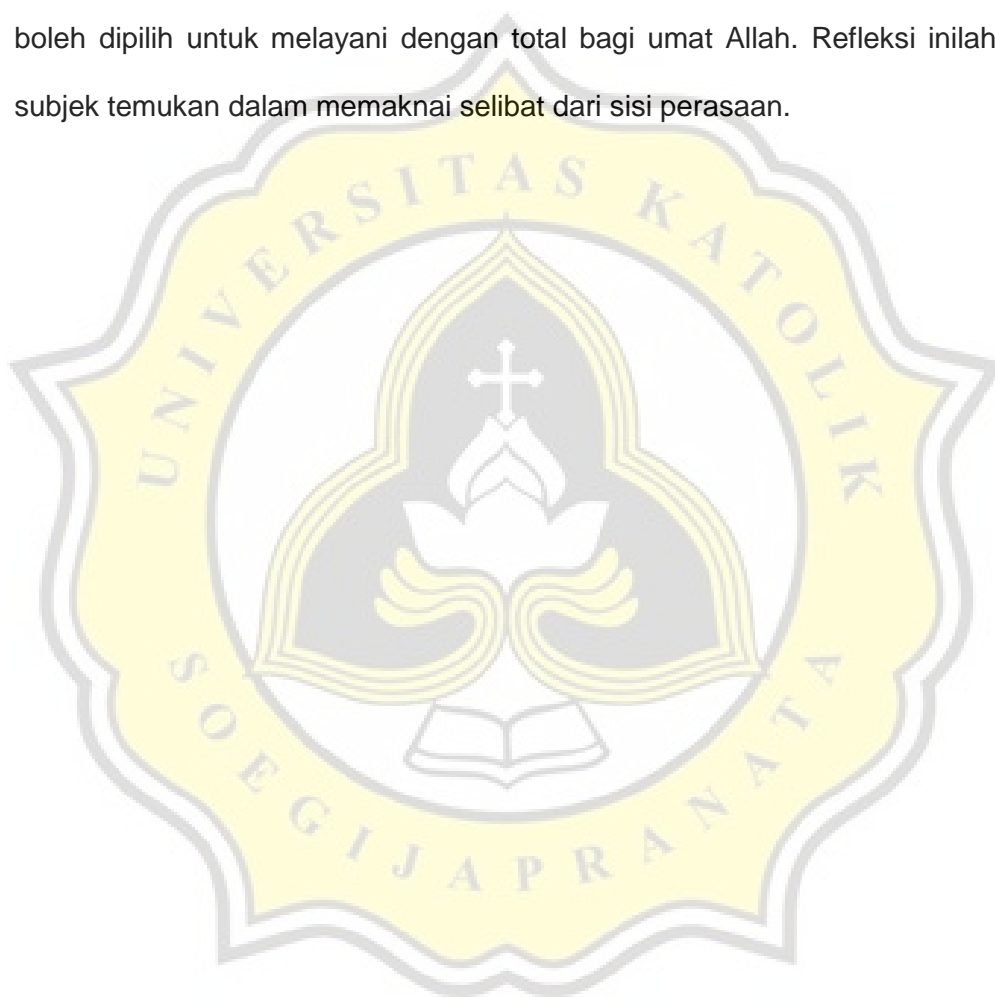 boleh dipilih untuk melayani dengan total bagi umat Allah. Refleksi inilah
subjek temukan dalam memaknai selibat dari sisi perasaan.
UNIVERSITAS KATOLIK
SOEGIJAPRANATA